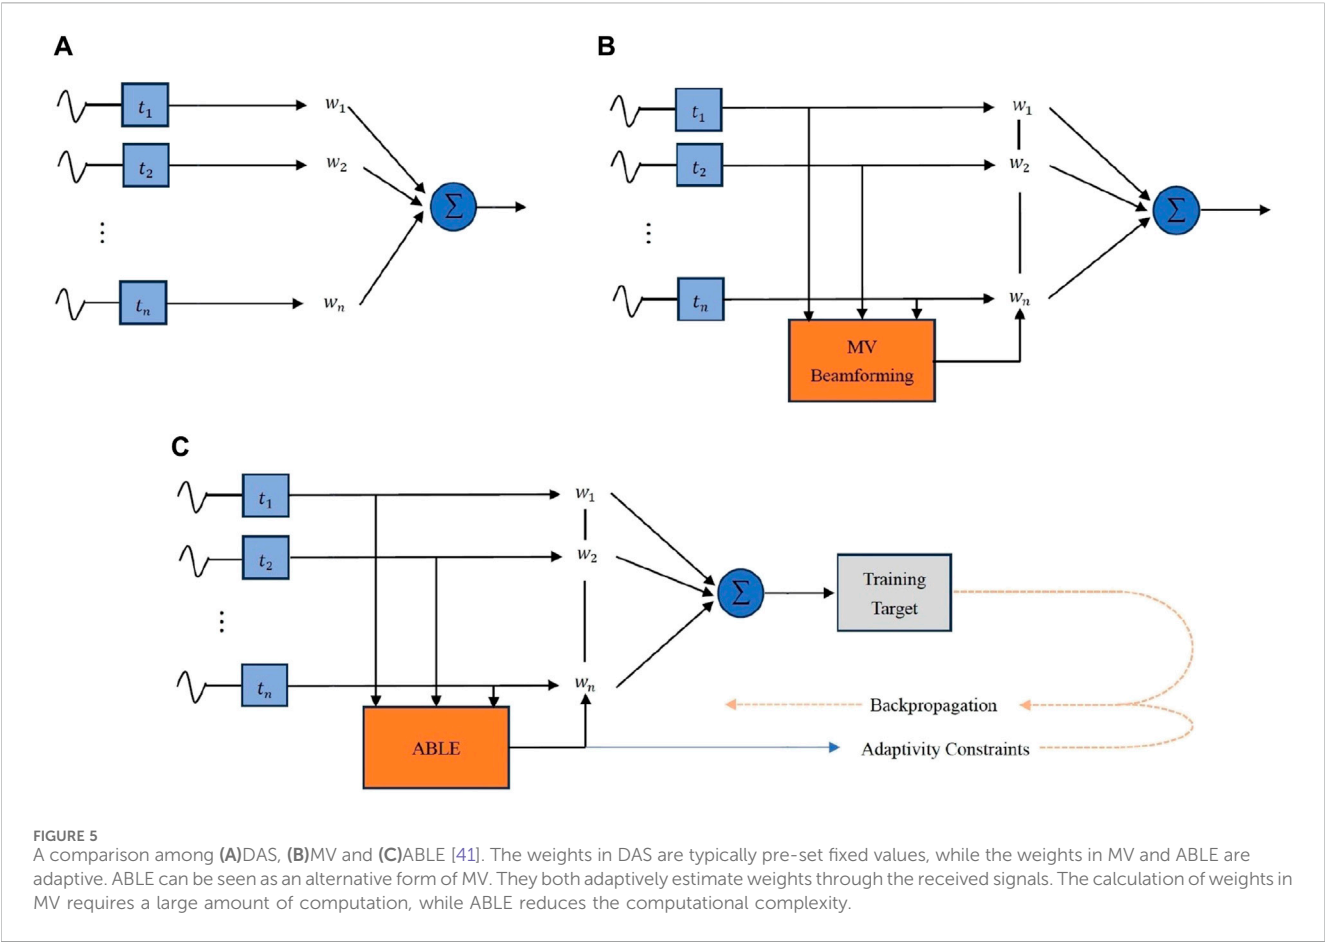 A
t₁
w₁
t₂
w₂
Σ
⋮
tₙ
wₙ
B
t₁
w₁
t₂
w₂
Σ
⋮
tₙ
wₙ
MV
Beamforming
C
t₁
w₁
t₂
w₂
Σ
Training
Target
⋮
tₙ
wₙ
Backpropagation
ABLE
Adaptivity Constraints
FIGURE 5
A comparison among (A)DAS, (B)MV and (C)ABLE [41]. The weights in DAS are typically pre-set fixed values, while the weights in MV and ABLE are
adaptive. ABLE can be seen as an alternative form of MV. They both adaptively estimate weights through the received signals. The calculation of weights in
MV requires a large amount of computation, while ABLE reduces the computational complexity.